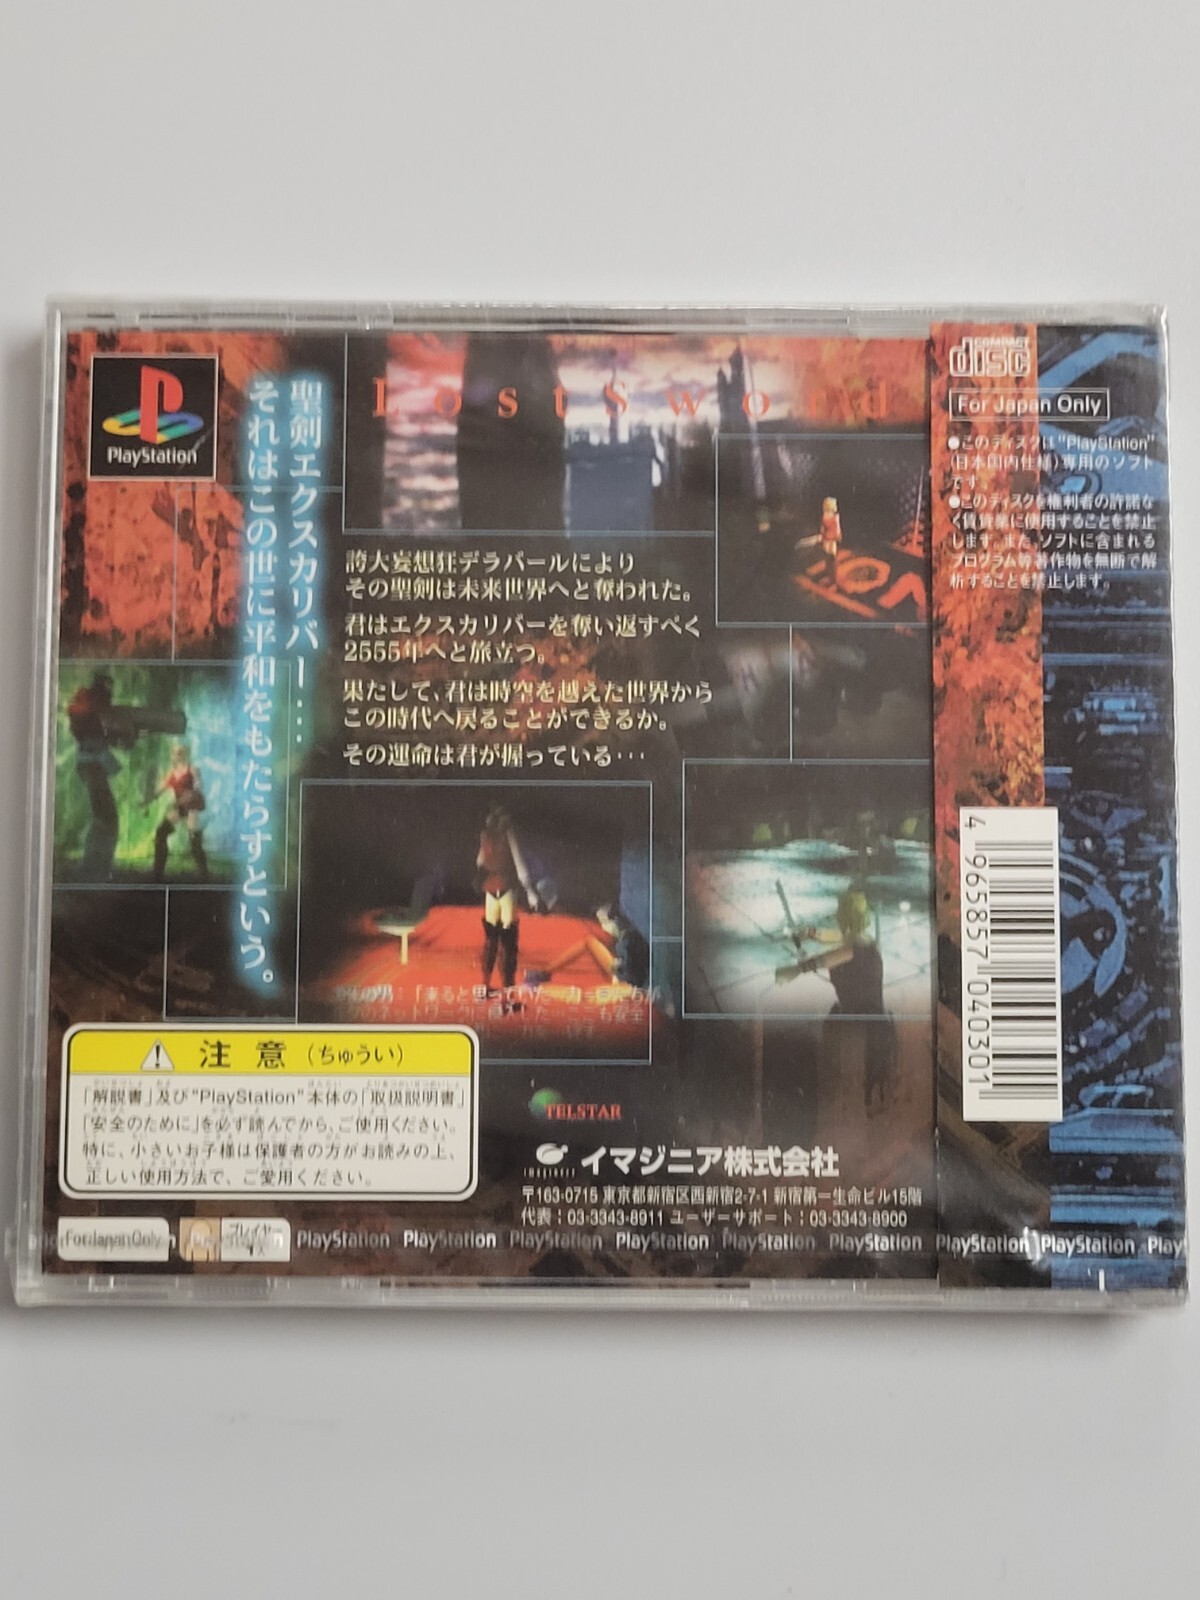 PlayStation
Lost Sword
聖剣エクスカリバー‥‥
それはこの世に平和をもたらすという。
誇大妄想狂デラバールにより
その聖剣は未来世界へと奪われた。
君はエクスカリバーを奪い返すべく
2555年へと旅立つ。
果たして、君は時空を越えた世界から
この時代へ戻ることができるか。
その運命は君が握っている・・・
COMPACT
disc
For Japan Only
●このディスクは"PlayStation"
(日本国内仕様)専用のソフト
です。
●このディスクを権利者の許諾な
く賃貸業に使用することを禁止
します。また、ソフトに含まれる
プログラム等著作物を無断で解
析することを禁止します。
4 965857 040301
「来ると思っていた
注意(ちゅうい)
「解説書」及び"PlayStation"本体の「取扱説明書」
「安全のために」を必ず読んでから、ご使用ください。
特に、小さいお子様は保護者の方がお読みの上、
正しい使用方法で、ご愛用ください。
TELSTAR
イマジニア株式会社
〒163-0715 東京都新宿区西新宿2-7-1 新宿第一生命ビル15階
代表:03-3343-8911 ユーザーサポート:03-3343-8900
For Japan Only
プレイヤー
PlayStation PlayStation PlayStation PlayStation PlayStation PlayStation PlayStation PlayStation Play